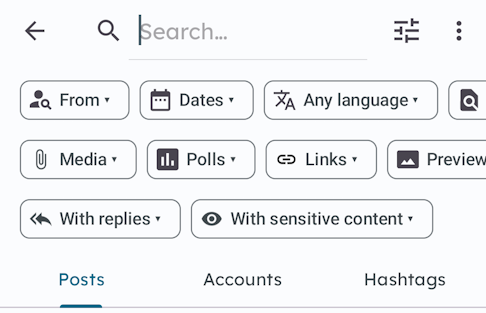 Search...
From Dates Any language
Media Polls Links Preview
With replies With sensitive content
Posts Accounts Hashtags